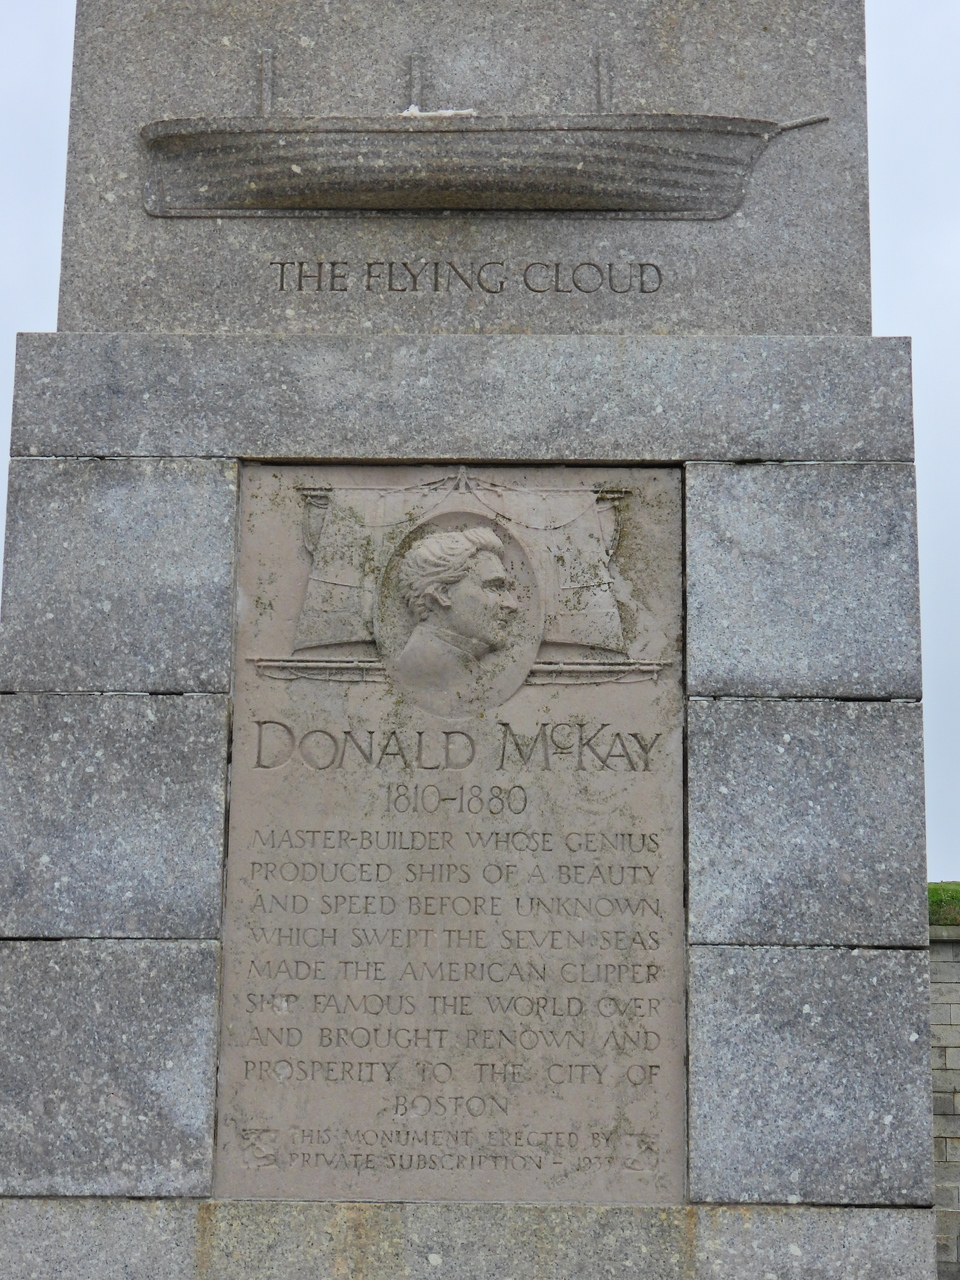 THE FLYING CLOUD
DONALD McKAY
1810-1880
MASTER-BUILDER WHOSE GENIUS
PRODUCED SHIPS OF A BEAUTY
AND SPEED BEFORE UNKNOWN
WHICH SWEPT THE SEVEN SEAS
MADE THE AMERICAN CLIPPER
SHIP FAMOUS THE WORLD OVER
AND BROUGHT RENOWN AND
PROSPERITY TO THE CITY OF
BOSTON
THIS MONUMENT ERECTED BY
PRIVATE SUBSCRIPTION -